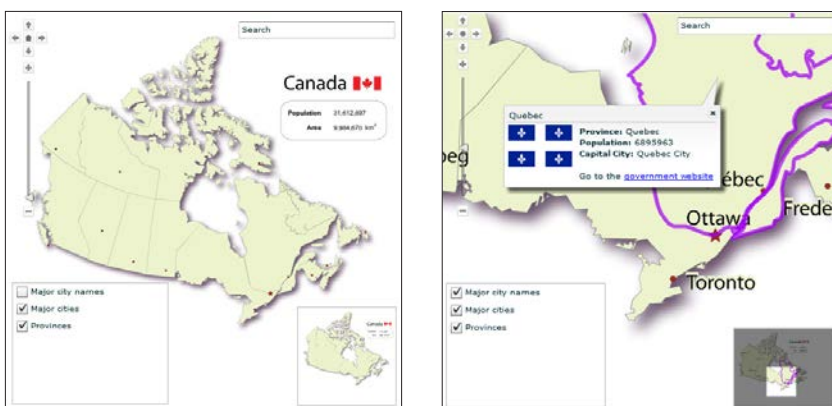 Search
Canada
Population 31,612,897
Area 9,984,670 km²
Major city names
Major cities
Provinces
Canada
Search
Quebec
Province: Quebec
Population: 6895963
Capital City: Quebec City
Go to the government website
peg
ébec
Ottawa
Frede
Toronto
Major city names
Major cities
Provinces